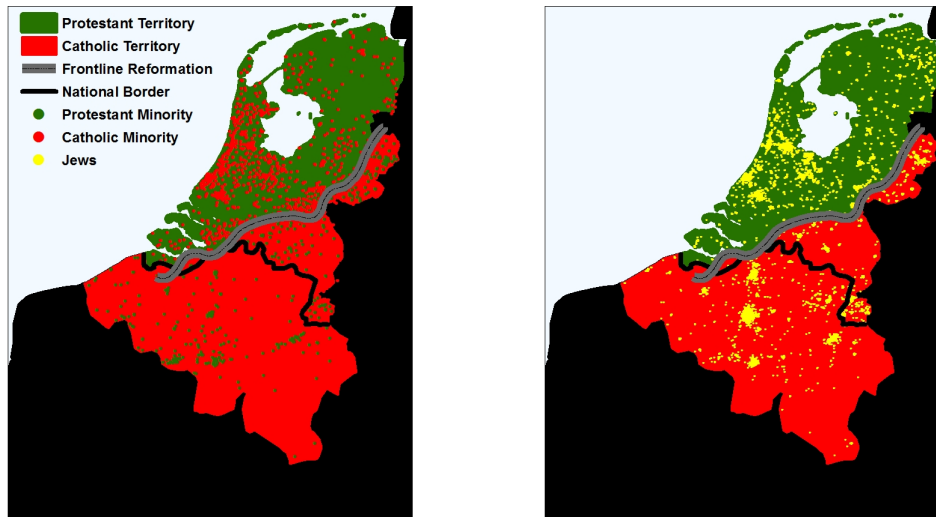 Protestant Territory
Catholic Territory
Frontline Reformation
National Border
Protestant Minority
Catholic Minority
Jews